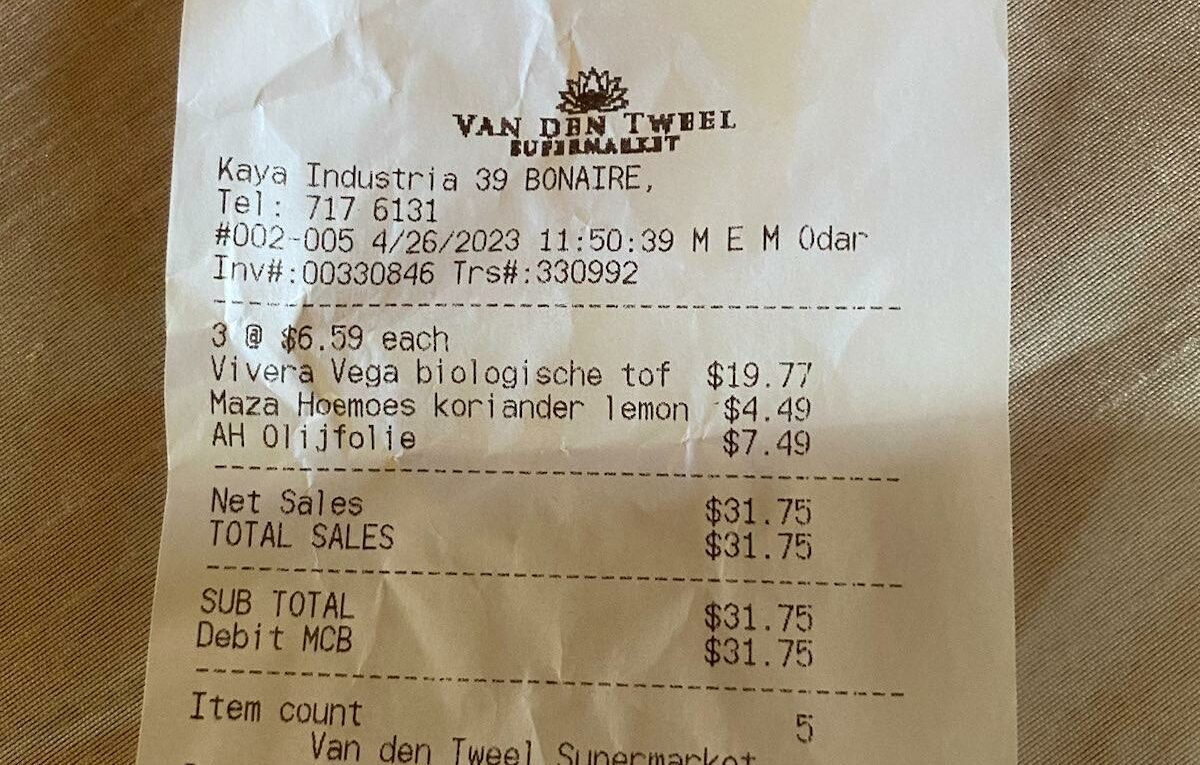 VAN DEN TWEEL
SUPERMARKET
Kaya Industria 39 BONAIRE,
Tel: 717 6131
#002-005 4/26/2023 11:50:39 M E M Odar
Inv#:00330846 Trs#:330992
3 @ $6.59 each
Vivera Vega biologische tof $19.77
Maza Hoemoes koriander lemon $4.49
AH Olijfolie $7.49
Net Sales $31.75
TOTAL SALES $31.75
SUB TOTAL $31.75
Debit MCB $31.75
Item count 5
Van den Tweel Supermarket